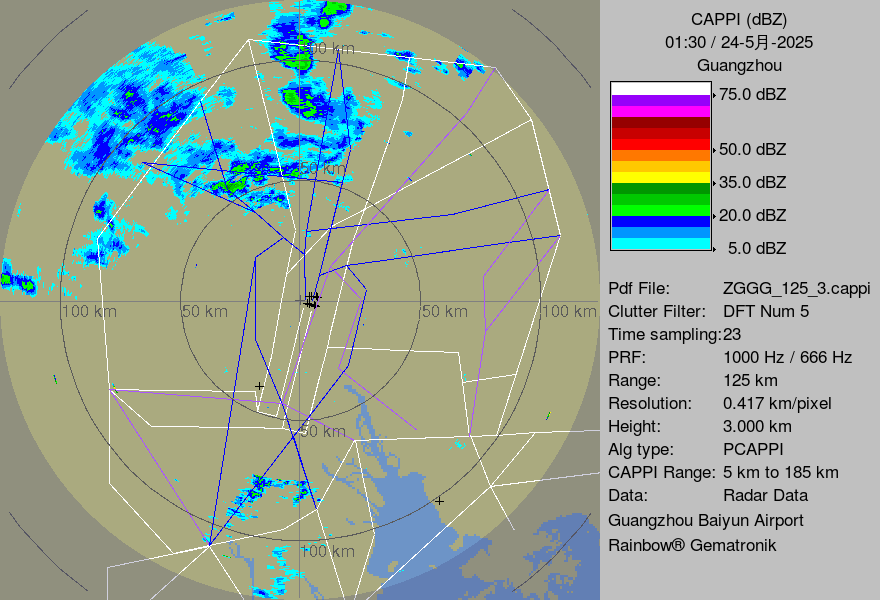 CAPPI (dBZ)
01:30 / 24-5月-2025
Guangzhou
75.0 dBZ
50.0 dBZ
35.0 dBZ
20.0 dBZ
5.0 dBZ
Pdf File: ZGGG_125_3.cappi
Clutter Filter: DFT Num 5
Time sampling:23
PRF: 1000 Hz / 666 Hz
Range: 125 km
Resolution: 0.417 km/pixel
Height: 3.000 km
Alg type: PCAPPI
CAPPI Range: 5 km to 185 km
Data: Radar Data
Guangzhou Baiyun Airport
Rainbow® Gematronik
100 km
50 km
100 km
50 km
50 km
100 km
50 km
100 km